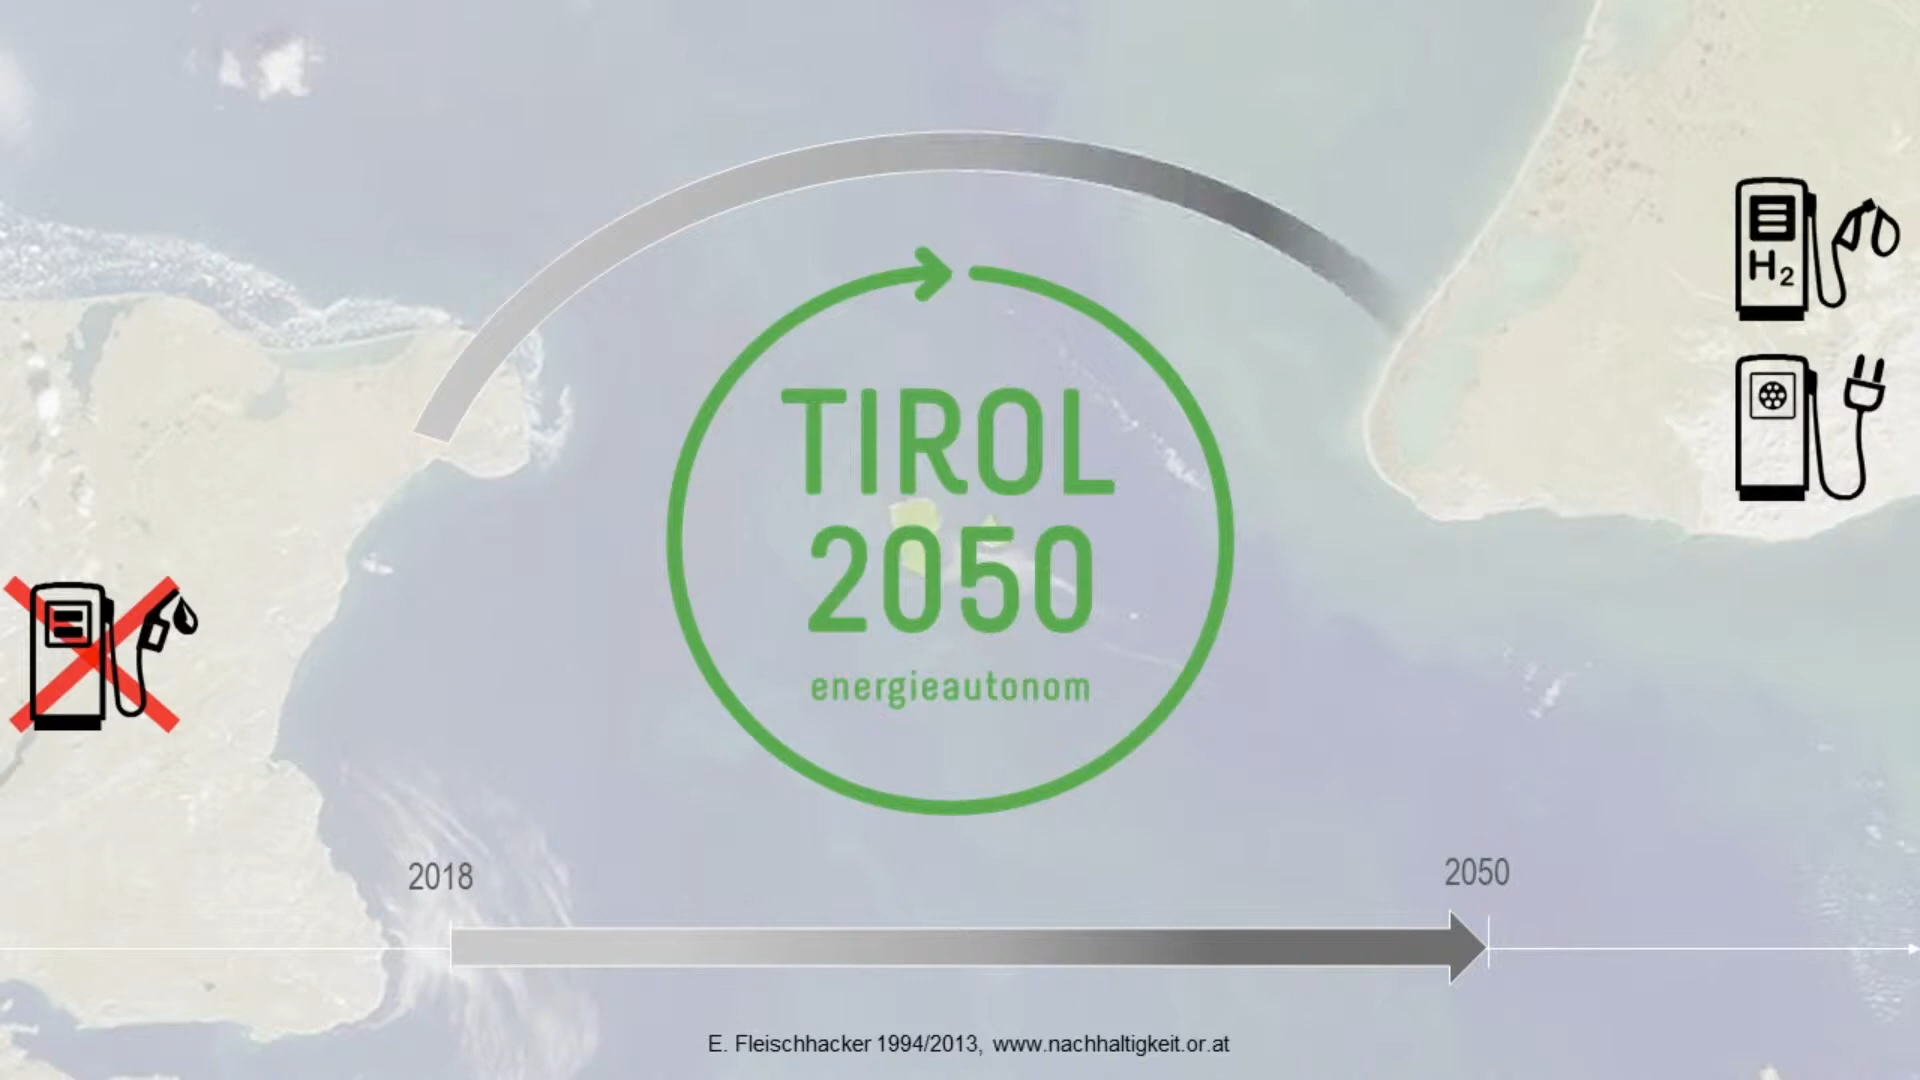 H2
TIROL
2050
energieautonom
2018
2050
E. Fleischhacker 1994/2013, www.nachhaltigkeit.or.at